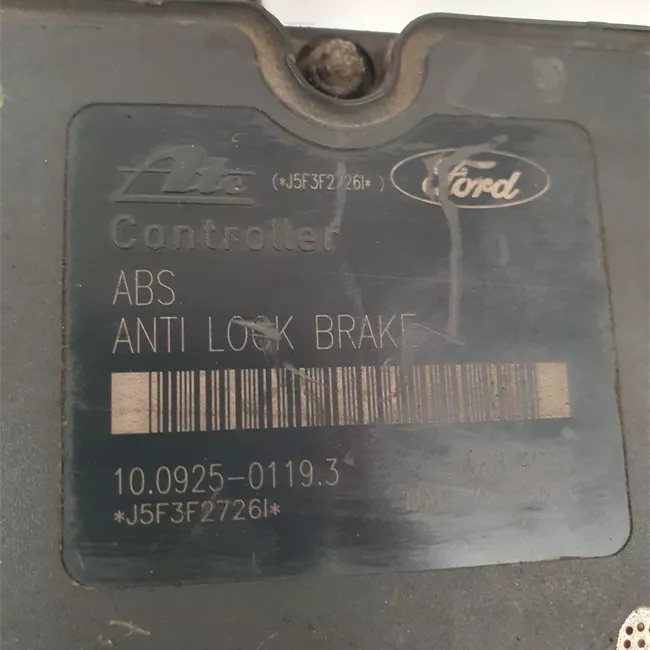 Ate (*J5F3F2726I*) Ford
Controller
ABS
ANTI LOCK BRAKE
10.0925-0119.3
*J5F3F2726I*